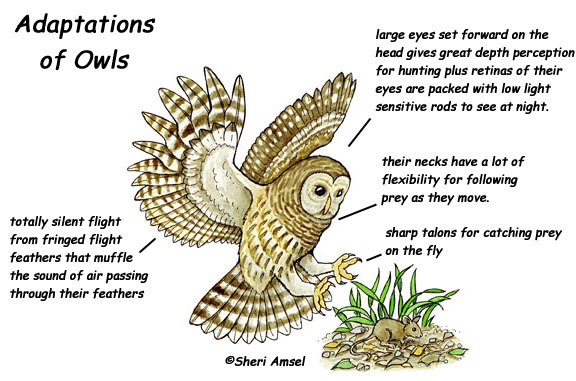 Adaptations
of Owls
large eyes set forward on the
head gives great depth perception
for hunting plus retinas of their
eyes are packed with low light
sensitive rods to see at night.
their necks have a lot of
flexibility for following
prey as they move.
sharp talons for catching prey
on the fly
totally silent flight
from fringed flight
feathers that muffle
the sound of air passing
through their feathers
©Sheri Amsel